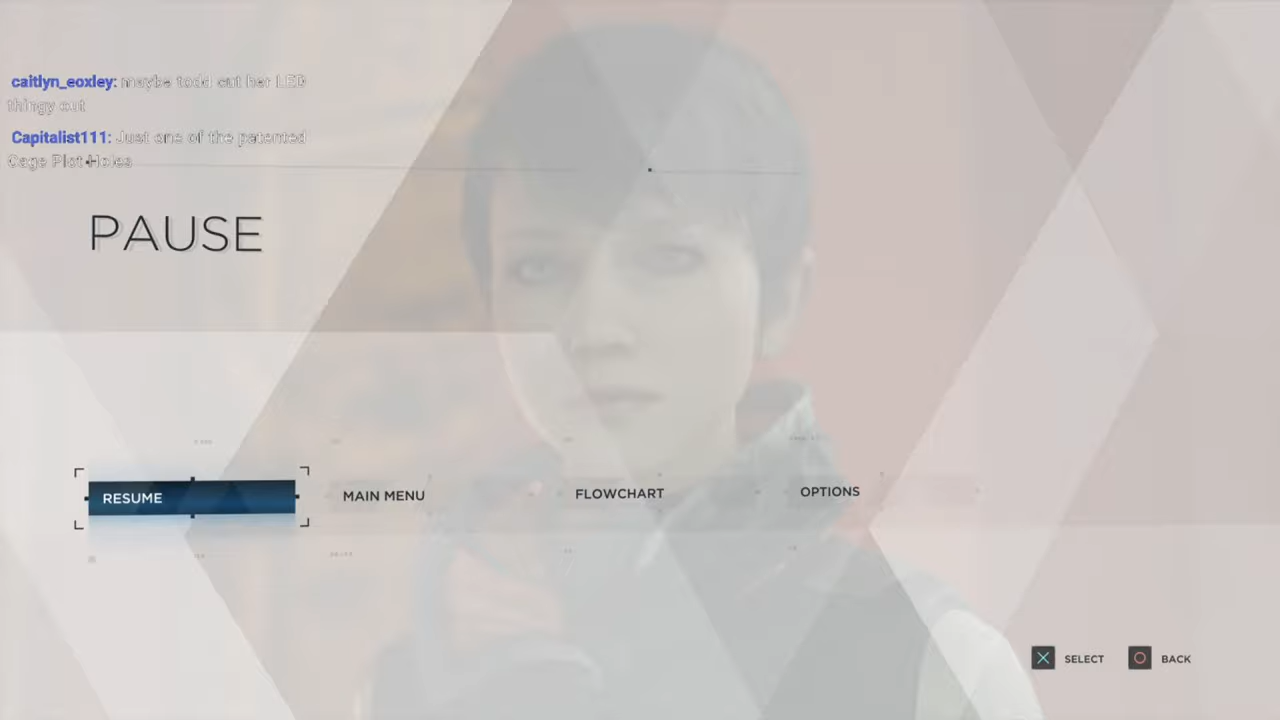 caitlyn_eoxley: maybe todd cut her LED
thingy out
Capitalist111: Just one of the patented
Cage Plot Holes
PAUSE
RESUME
MAIN MENU
FLOWCHART
OPTIONS
SELECT
BACK